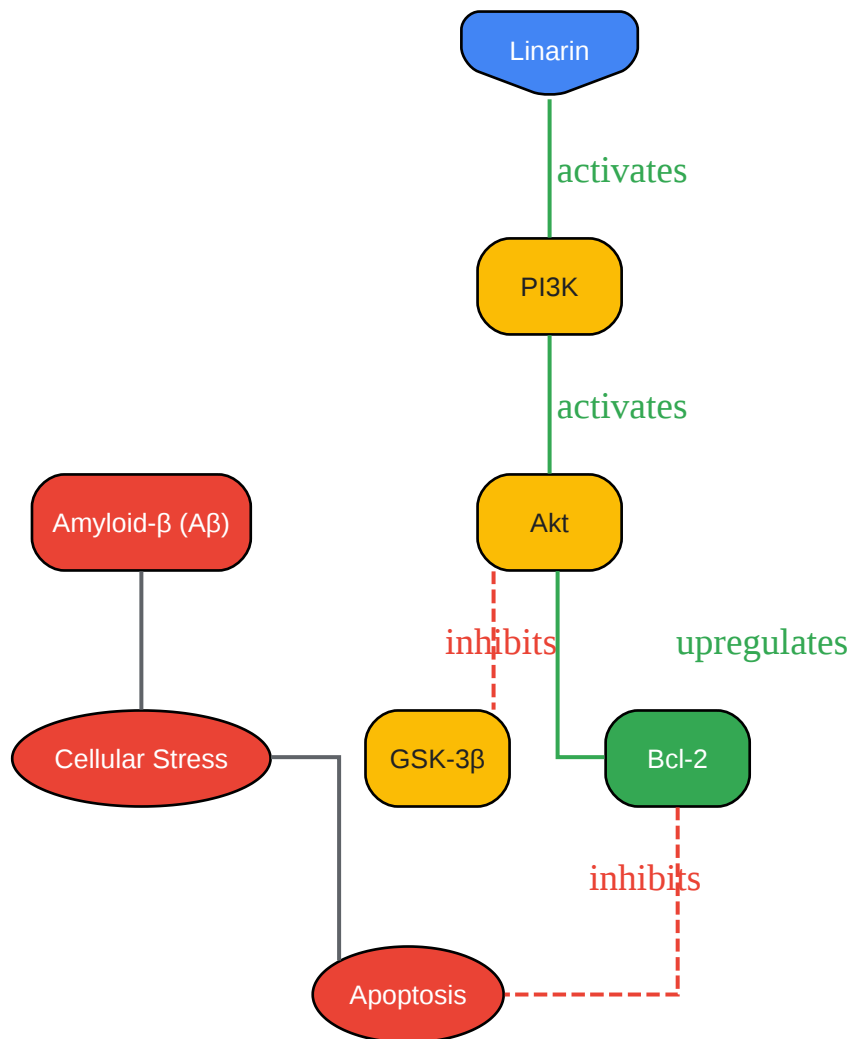 Linarin
activates
PI3K
activates
Amyloid-β (Aβ)
Akt
inhibits
upregulates
Cellular Stress
GSK-3β
Bcl-2
inhibits
Apoptosis